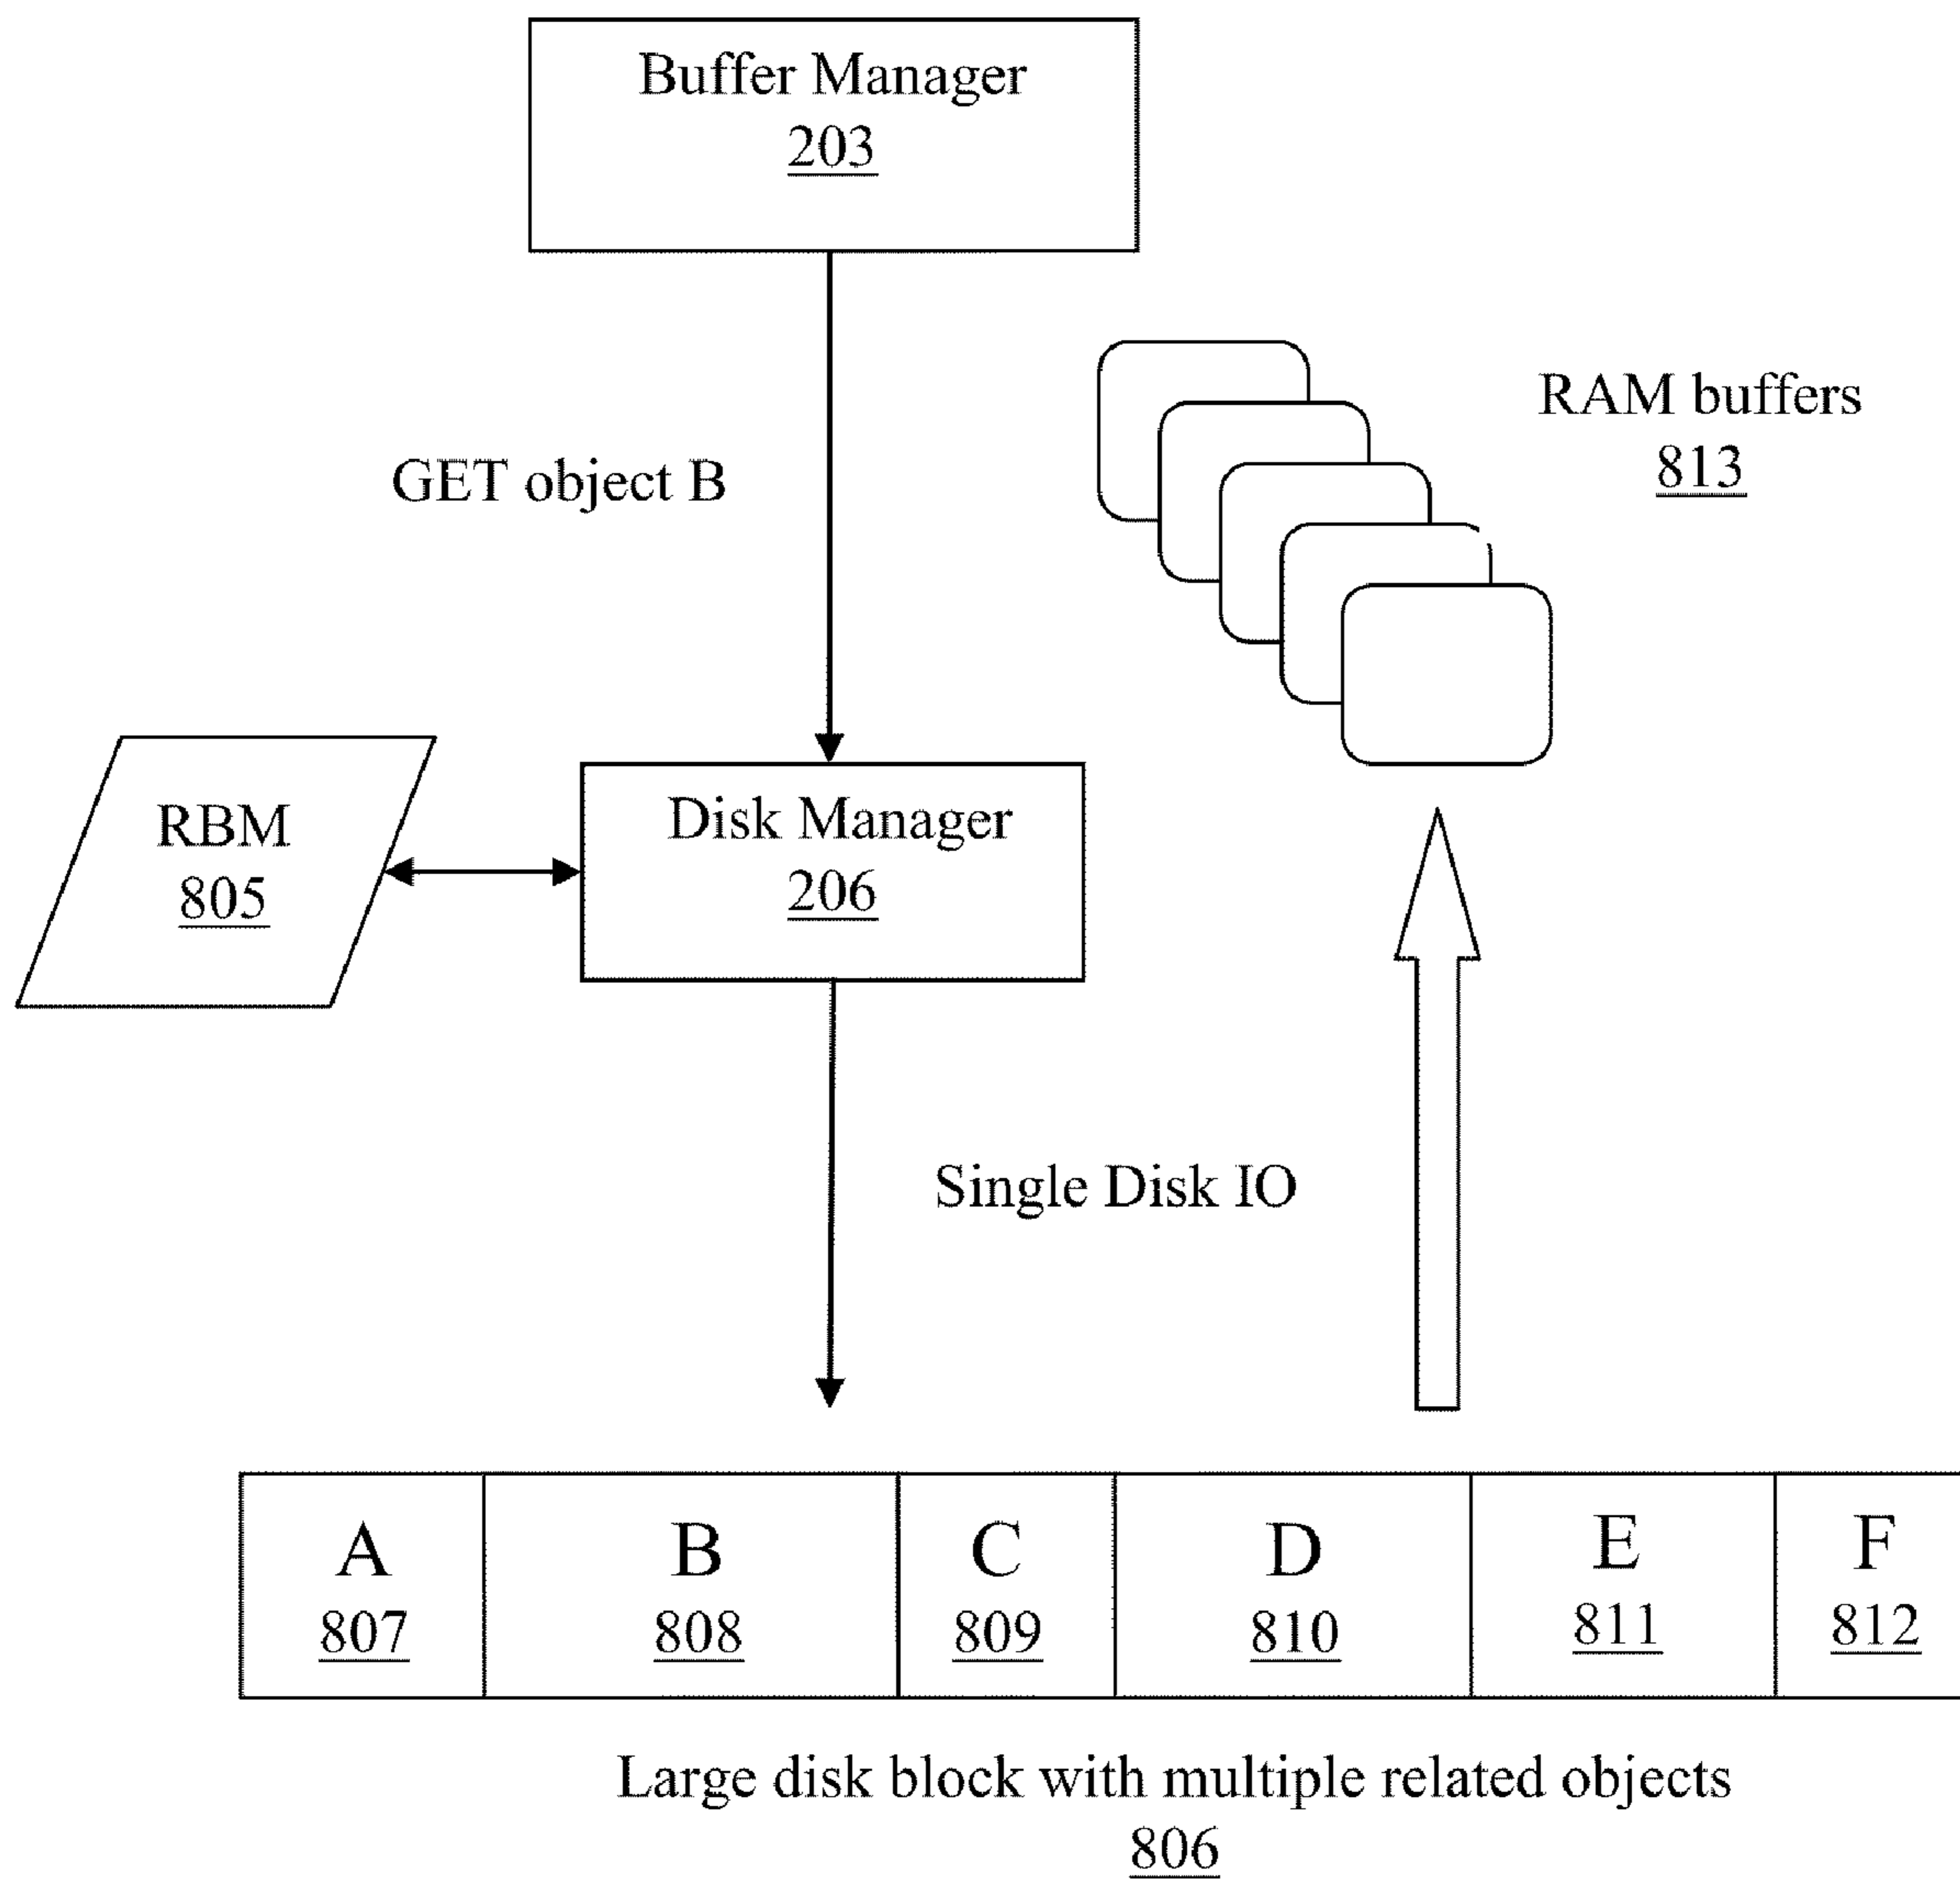 Buffer Manager
203
RAM buffers
813
GET object B
RBM
805
Disk Manager
206
Single Disk IO
A
807
B
808
C
809
D
810
E
811
F
812
Large disk block with multiple related objects
806